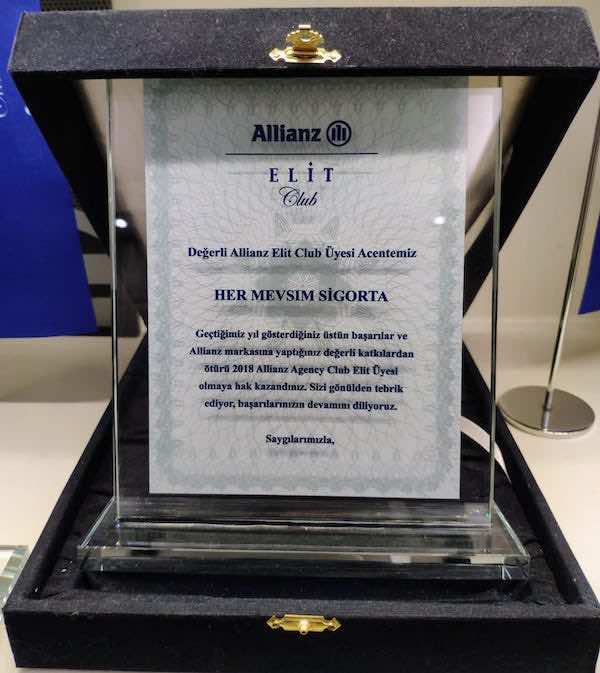 Allianz
ELİT
Club
Değerli Allianz Elit Club Üyesi Acentemiz
HER MEVSIM SİGORTA
Geçtiğimiz yıl gösterdiğiniz üstün başarılar ve
Allianz markasına yaptığınız değerli katkılardan
ötürü 2018 Allianz Agency Club Elit Üyesi
olmaya hak kazandınız. Sizi gönülden tebrik
ediyor, başarılarınızın devamını diliyoruz.
Saygılarımızla,